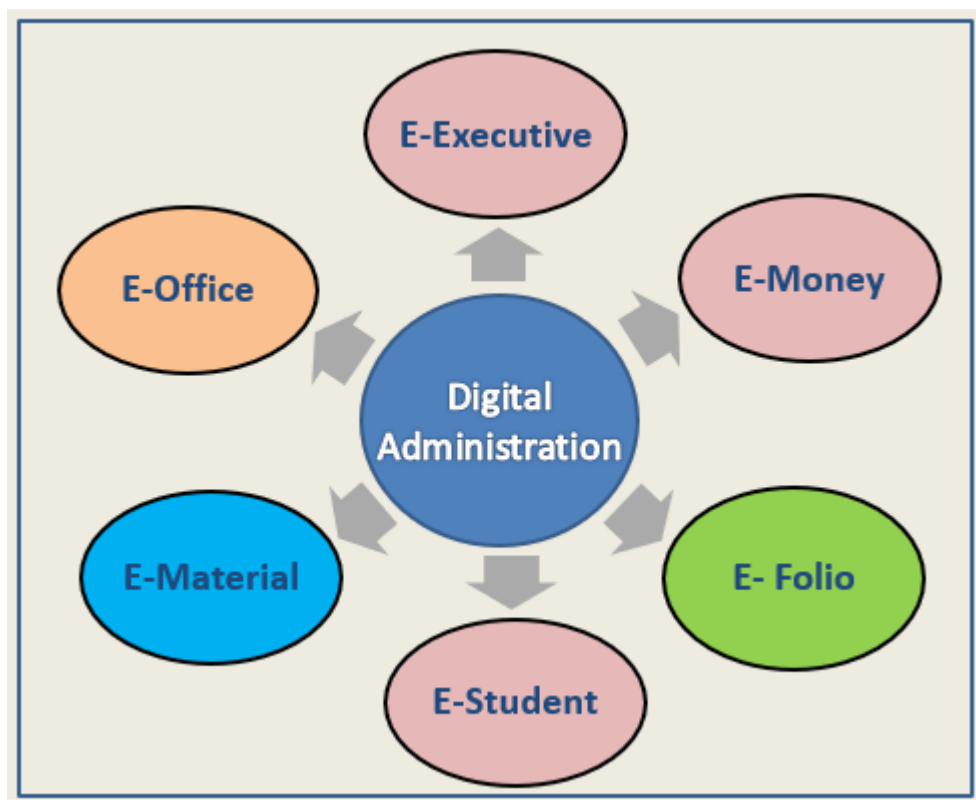 E-Executive
E-Office
E-Money
Digital
Administration
E-Material
E- Folio
E-Student